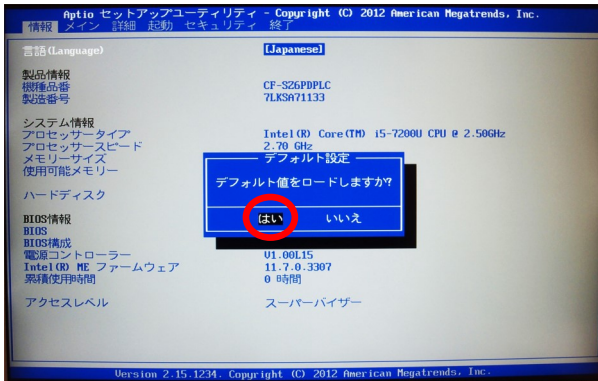 Aptio セットアップユーティリティ - Copyright (C) 2012 American Megatrends, Inc.
情報 メイン 詳細 起動 セキュリティ 終了
言語(Language) [Japanese]
製品情報
機種品番 CF-SZ6PDPLC
製造番号 7LKSA71133
システム情報
プロセッサータイプ Intel(R) Core(TM) i5-7200U CPU @ 2.50GHz
プロセッサースピード 2.70 GHz
メモリーサイズ
使用可能メモリー
ハードディスク
デフォルト設定
デフォルト値をロードしますか?
はい いいえ
BIOS情報
BIOS
BIOS構成
電源コントローラー V1.00L15
Intel(R) ME ファームウェア 11.7.0.3307
累積使用時間 0 時間
アクセスレベル スーパーバイザー
Version 2.15.1234. Copyright (C) 2012 American Megatrends, Inc.